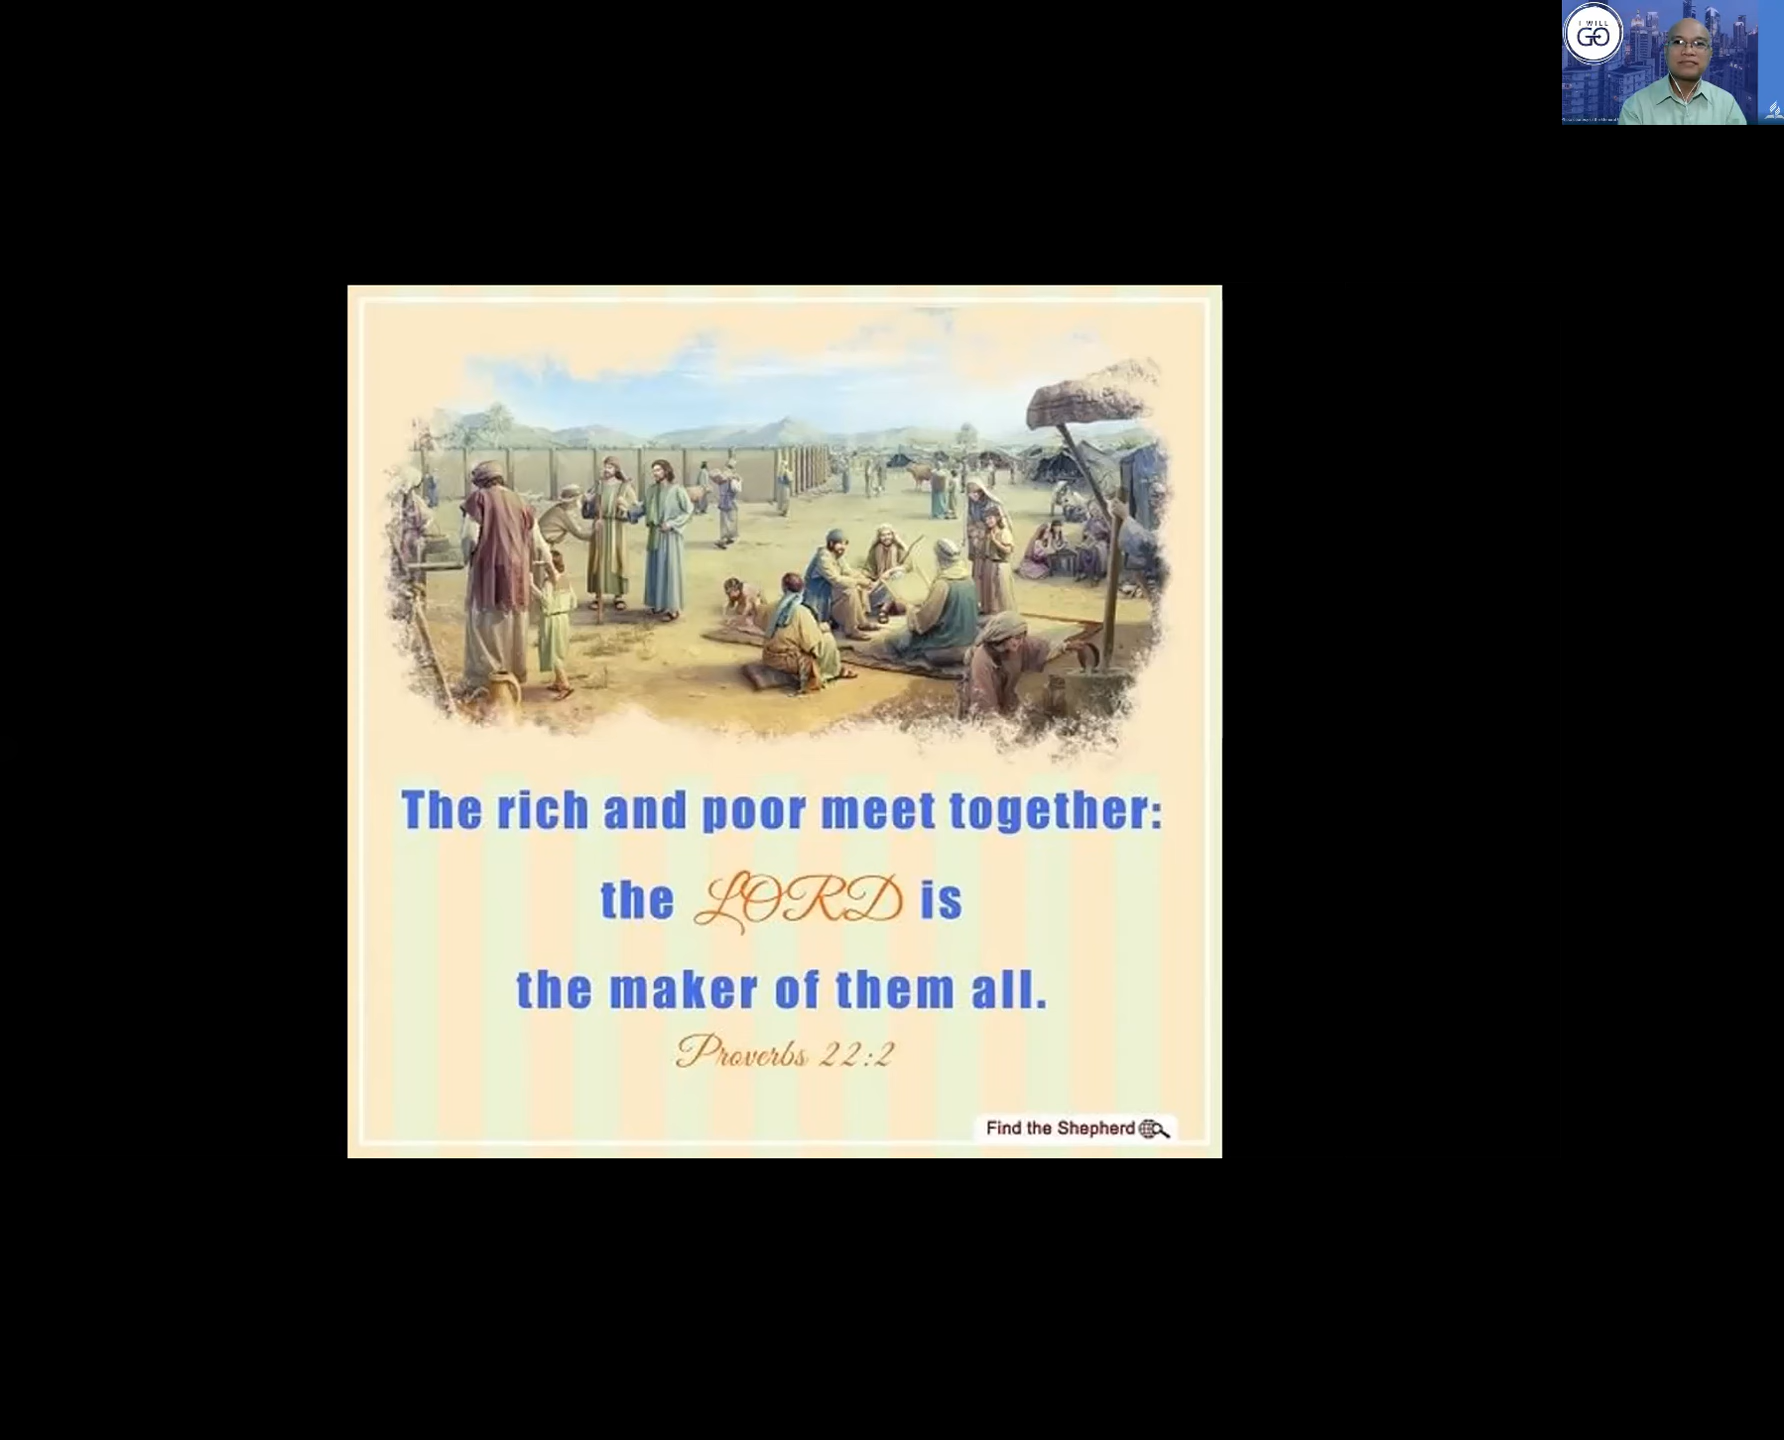 I WILL
GO
The rich and poor meet together:
the LORD is
the maker of them all.
Proverbs 22:2
Find the Shepherd